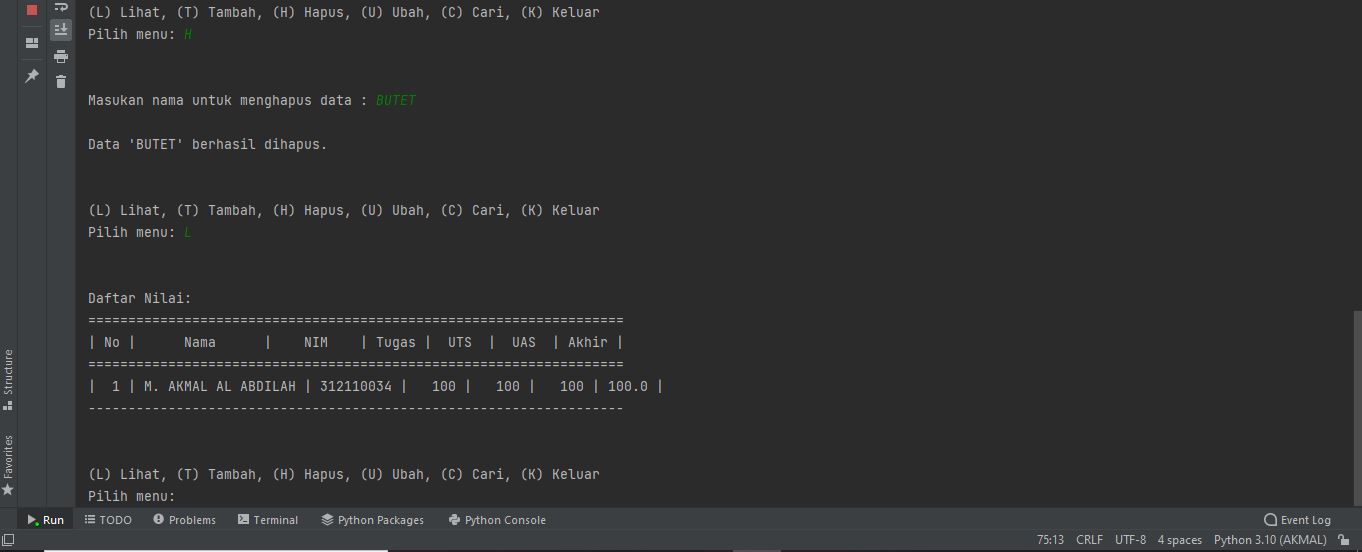 (L) Lihat, (T) Tambah, (H) Hapus, (U) Ubah, (C) Cari, (K) Keluar
Pilih menu: H
Masukan nama untuk menghapus data : BUTET
Data 'BUTET' berhasil dihapus.
(L) Lihat, (T) Tambah, (H) Hapus, (U) Ubah, (C) Cari, (K) Keluar
Pilih menu: L
Daftar Nilai:
===================================================================
| No |      Nama      |    NIM    | Tugas |  UTS  |  UAS  | Akhir |
===================================================================
|  1 | M. AKMAL AL ABDILAH | 312110034 |   100 |   100 |   100 | 100.0 |
-------------------------------------------------------------------
(L) Lihat, (T) Tambah, (H) Hapus, (U) Ubah, (C) Cari, (K) Keluar
Pilih menu:
Structure
Favorites
Run TODO Problems Terminal Python Packages Python Console Event Log
75:13 CRLF UTF-8 4 spaces Python 3.10 (AKMAL)